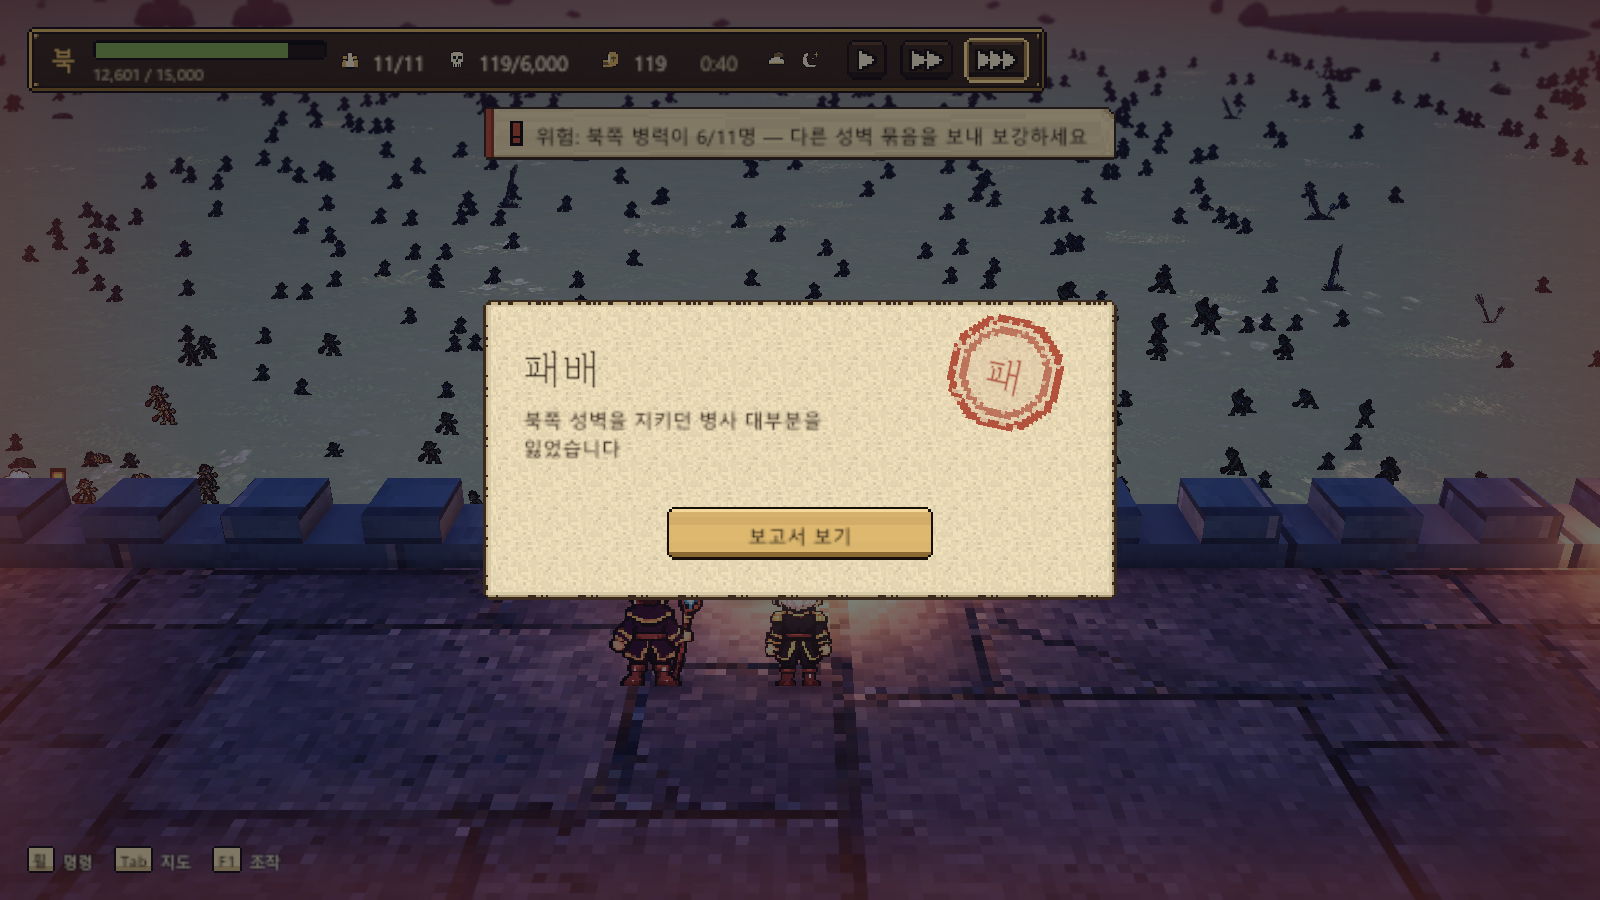 북
12,601 / 15,000
11/11
119/6,000
119
0:40
위험: 북쪽 병력이 6/11명 — 다른 성벽 묶음을 보내 보강하세요
패배
패
북쪽 성벽을 지키던 병사 대부분을
잃었습니다
보고서 보기
휠 명령 Tab 지도 F1 조작